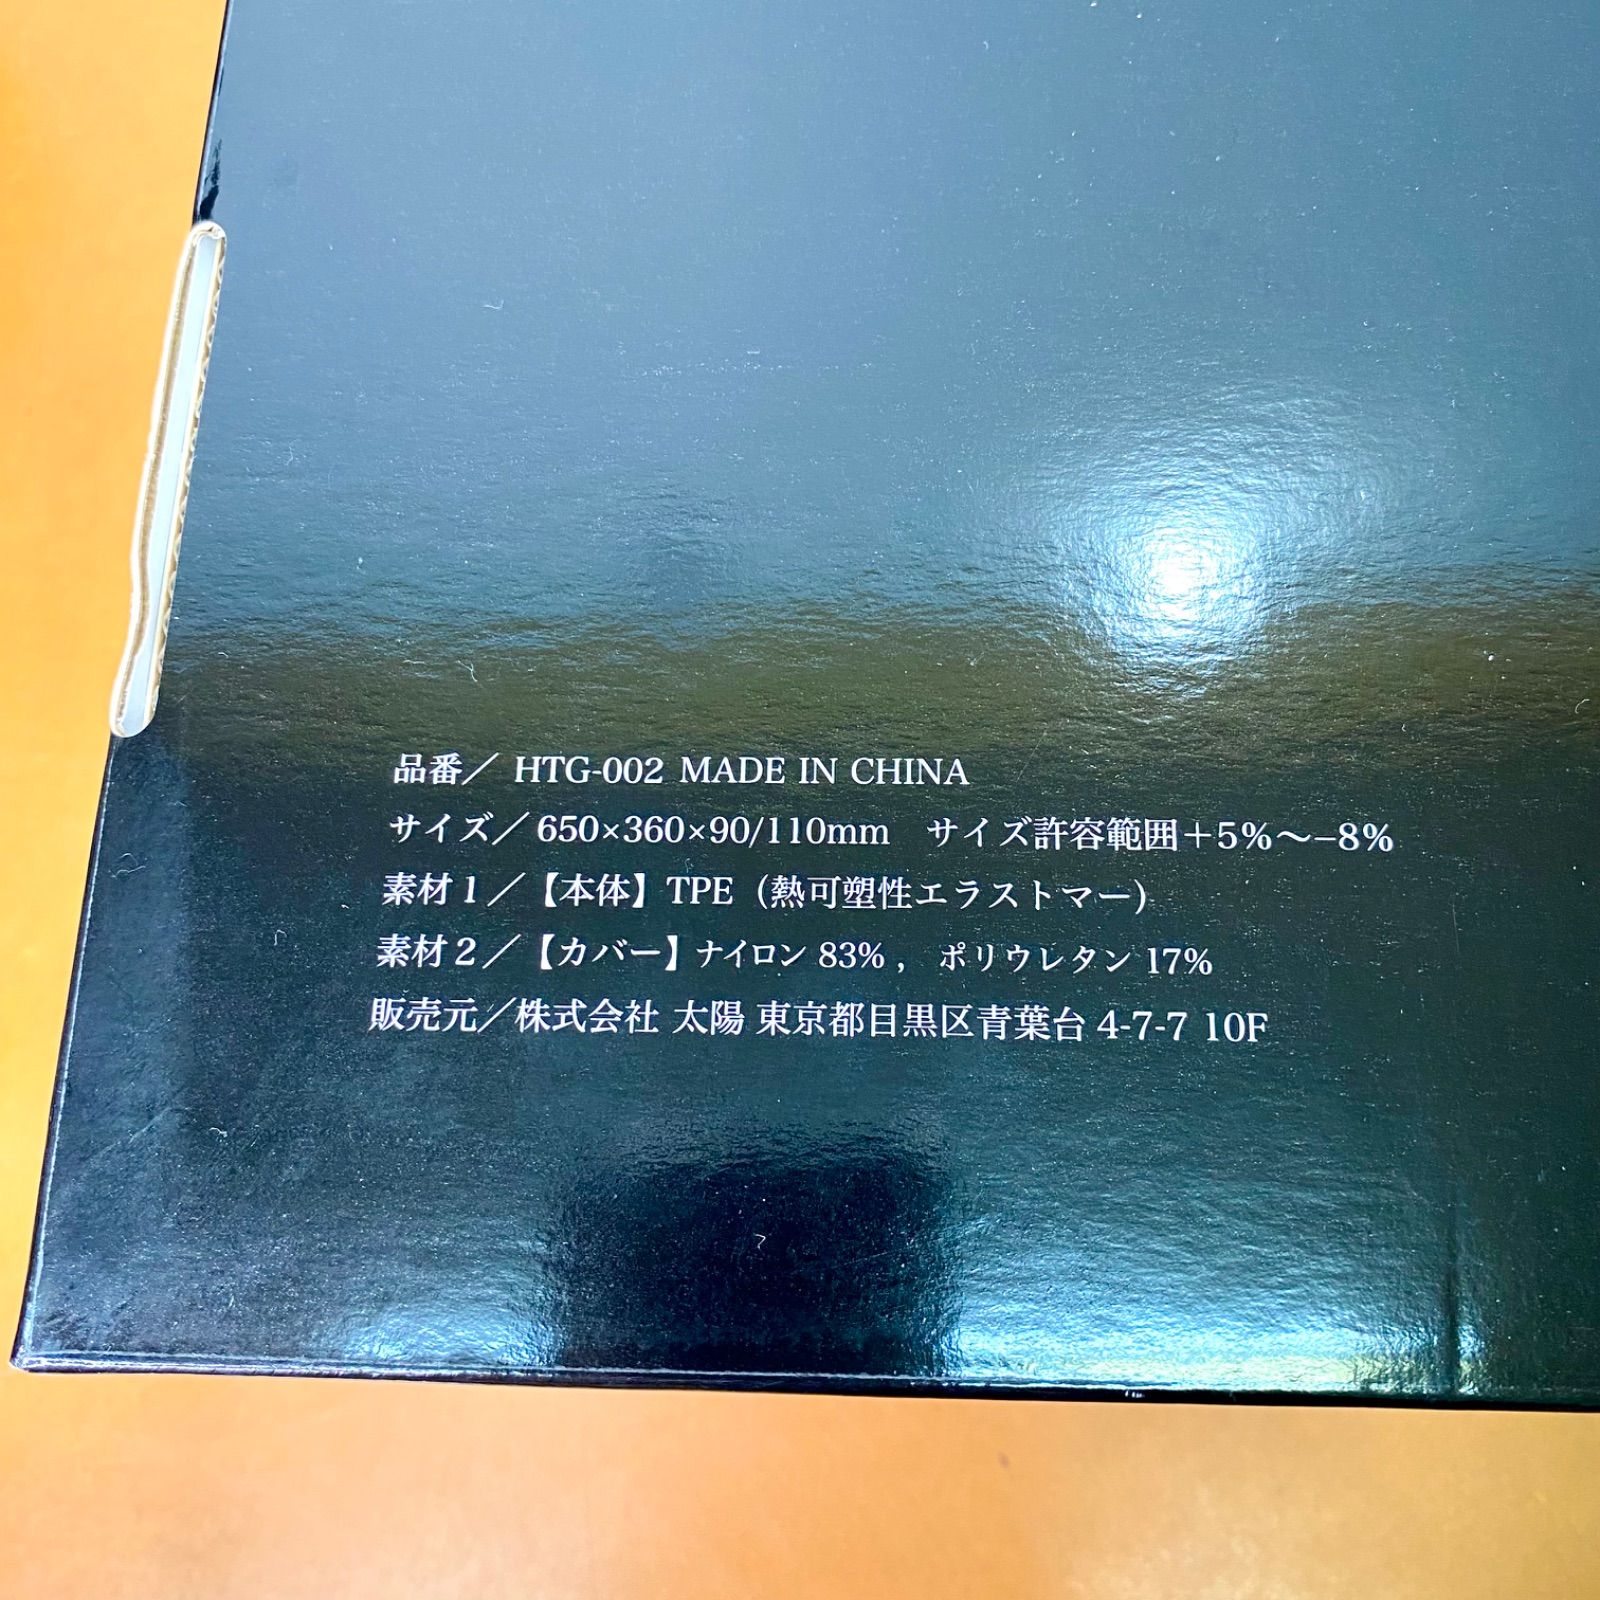 品番／ HTG-002 MADE IN CHINA
サイズ／650×360×90/110mm　サイズ許容範囲＋5%～−8%
素材１／【本体】TPE（熱可塑性エラストマー）
素材２／【カバー】ナイロン 83%， ポリウレタン 17%
販売元／株式会社 太陽 東京都目黒区青葉台 4-7-7 10F